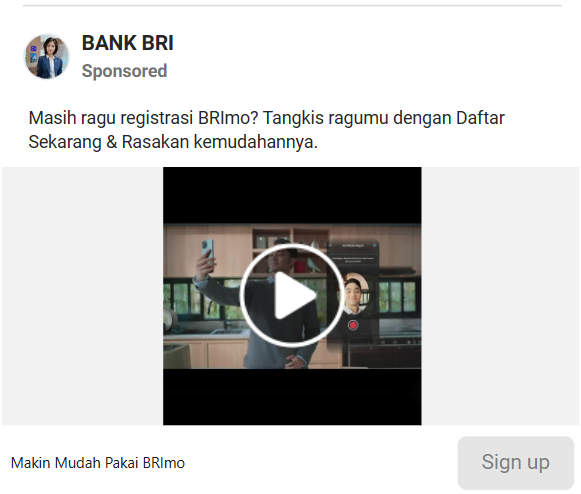 BANK BRI
Sponsored
Masih ragu registrasi BRImo? Tangkis ragumu dengan Daftar
Sekarang & Rasakan kemudahannya.
Makin Mudah Pakai BRImo
Sign up